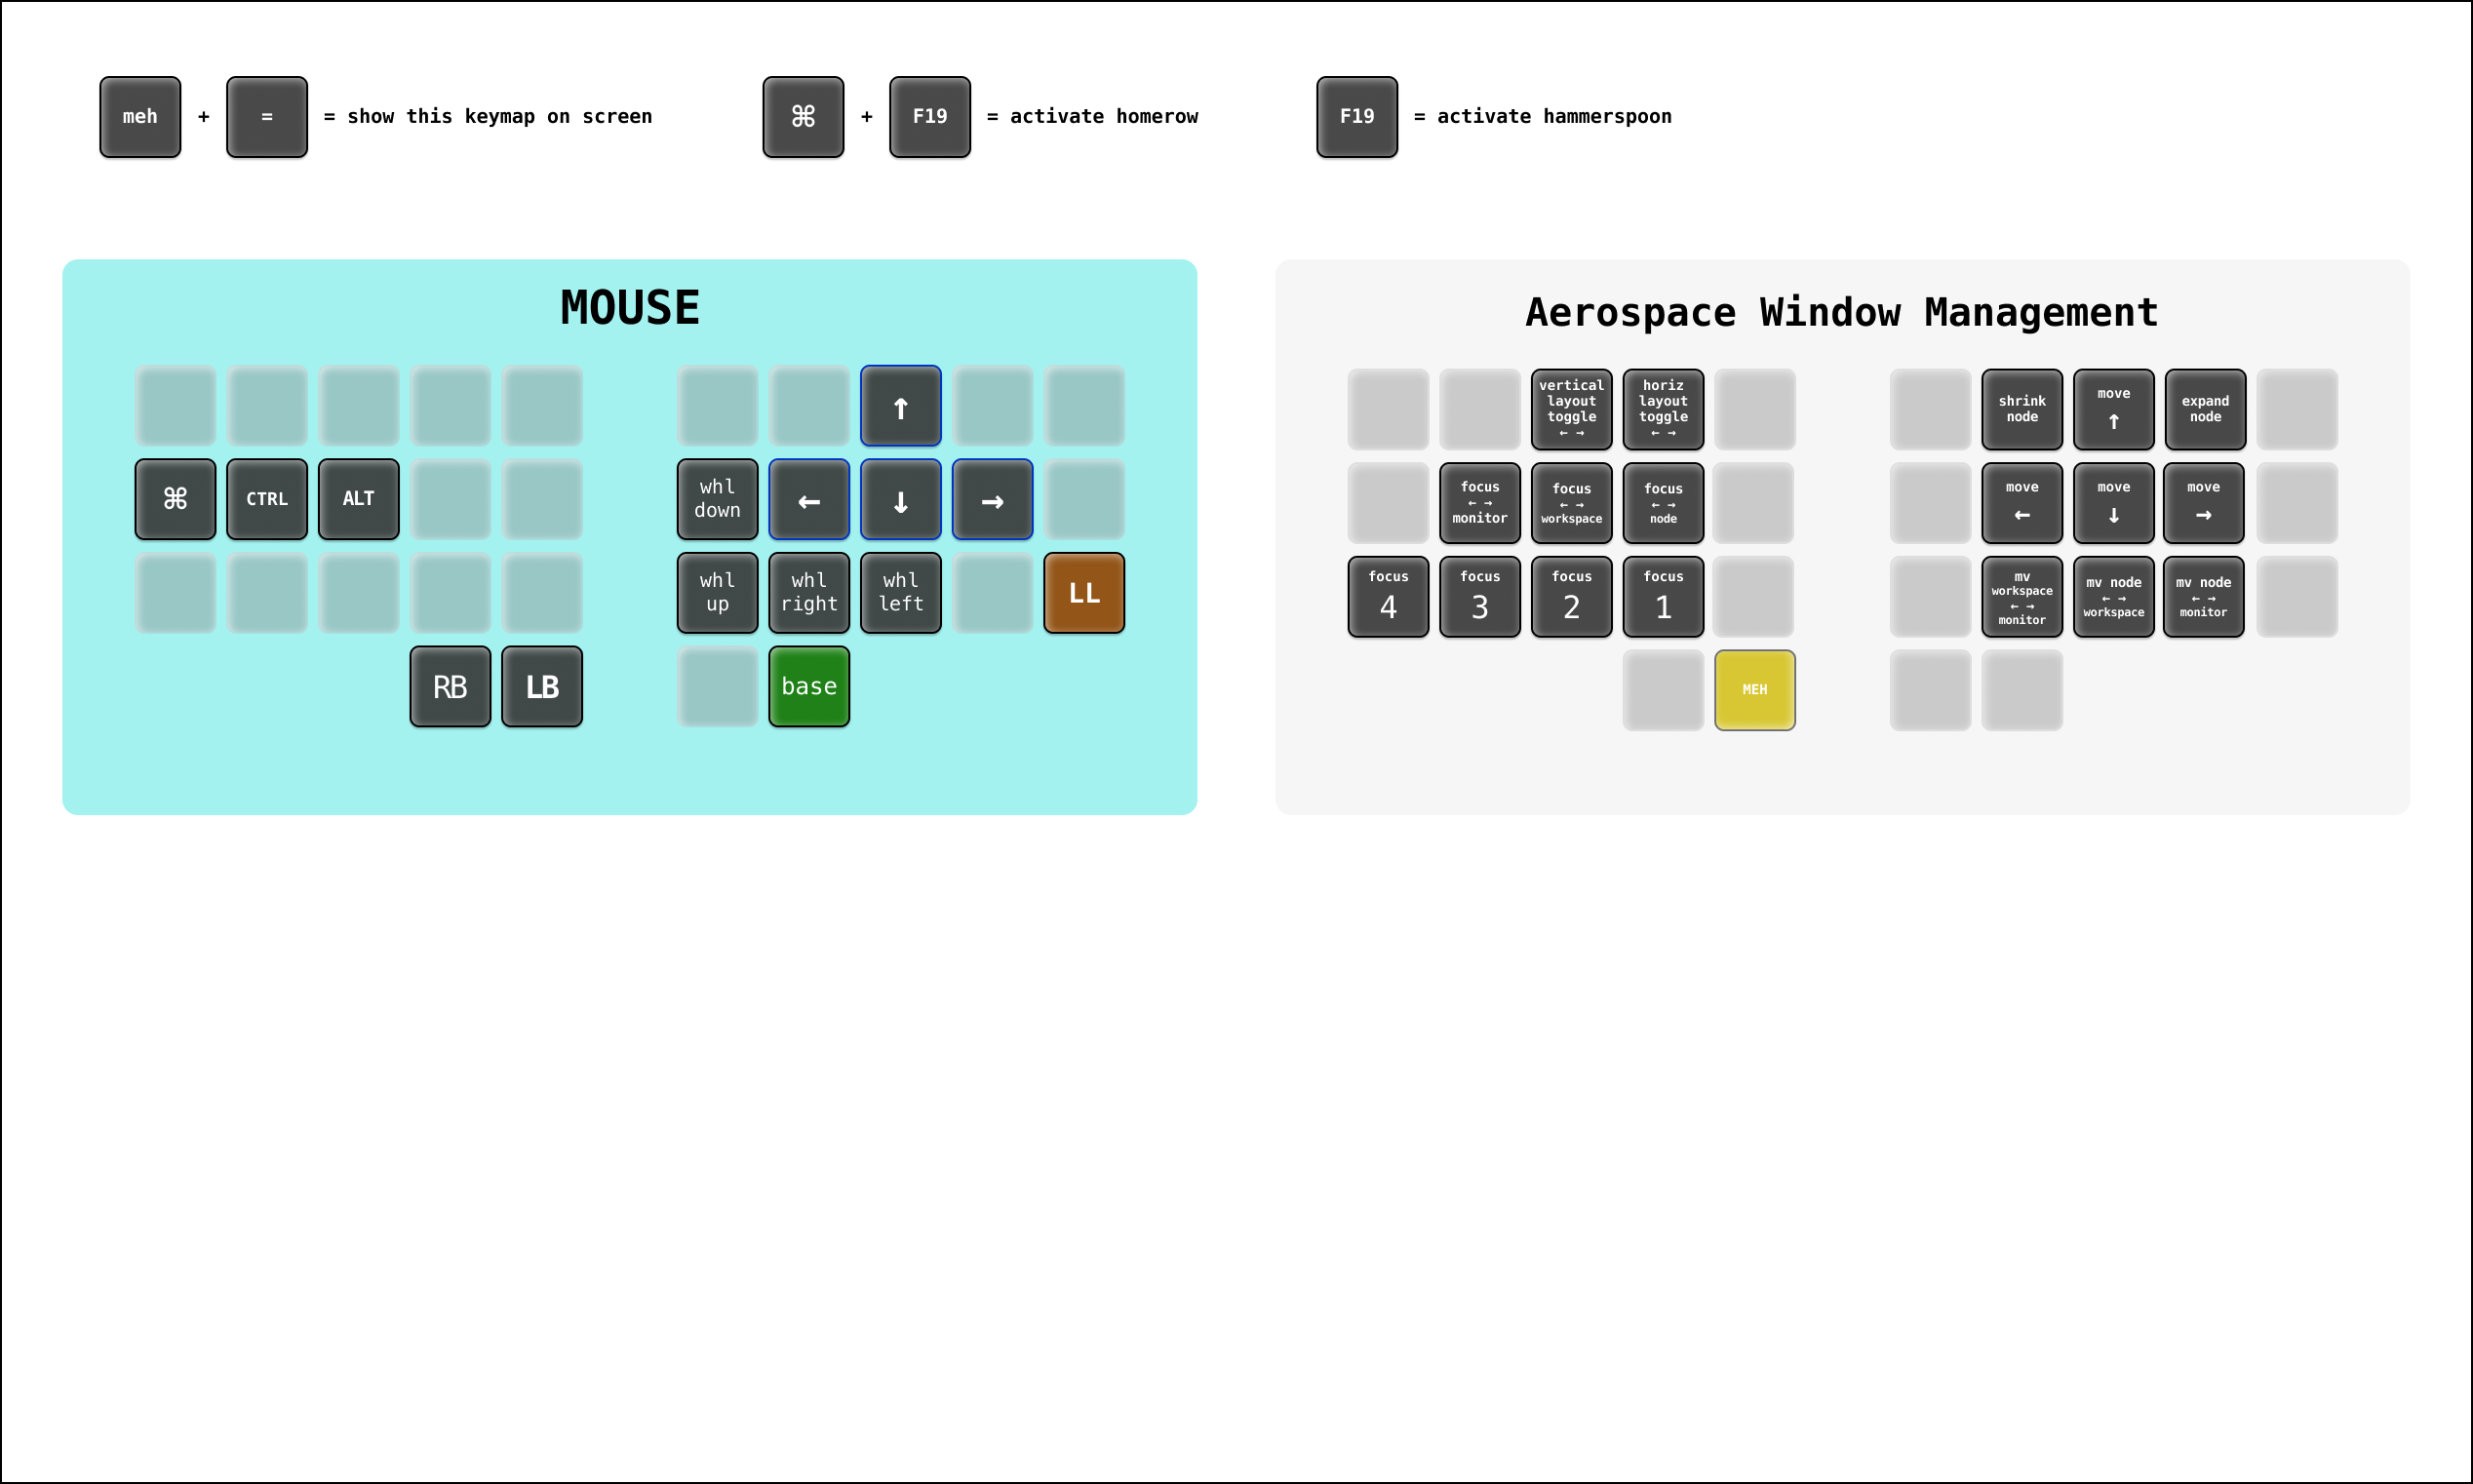 meh + = = show this keymap on screen
⌘ + F19 = activate homerow
F19 = activate hammerspoon
MOUSE
↑
⌘ CTRL ALT
whl
down
← ↓ →
whl
up
whl
right
whl
left
LL
RB LB
base
Aerospace Window Management
vertical
layout
toggle
← →
horiz
layout
toggle
← →
shrink
node
move
↑
expand
node
focus
← →
monitor
focus
← →
workspace
focus
← →
node
move
←
move
↓
move
→
focus
4
focus
3
focus
2
focus
1
mv
workspace
← →
monitor
mv node
← →
workspace
mv node
← →
monitor
MEH